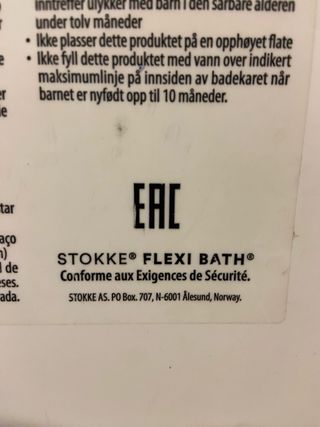 inntreffer ulykker med barn i den sårbare alderen
under tolv måneder
• Ikke plasser dette produktet på en opphøyet flate
• Ikke fyll dette produktet med vann over indikert
maksimumlinje på innsiden av badekaret når
barnet er nyfødt opp til 10 måneder.
EAC
STOKKE® FLEXI BATH®
Conforme aux Exigences de Sécurité.
STOKKE AS. PO Box. 707, N-6001 Ålesund, Norway.